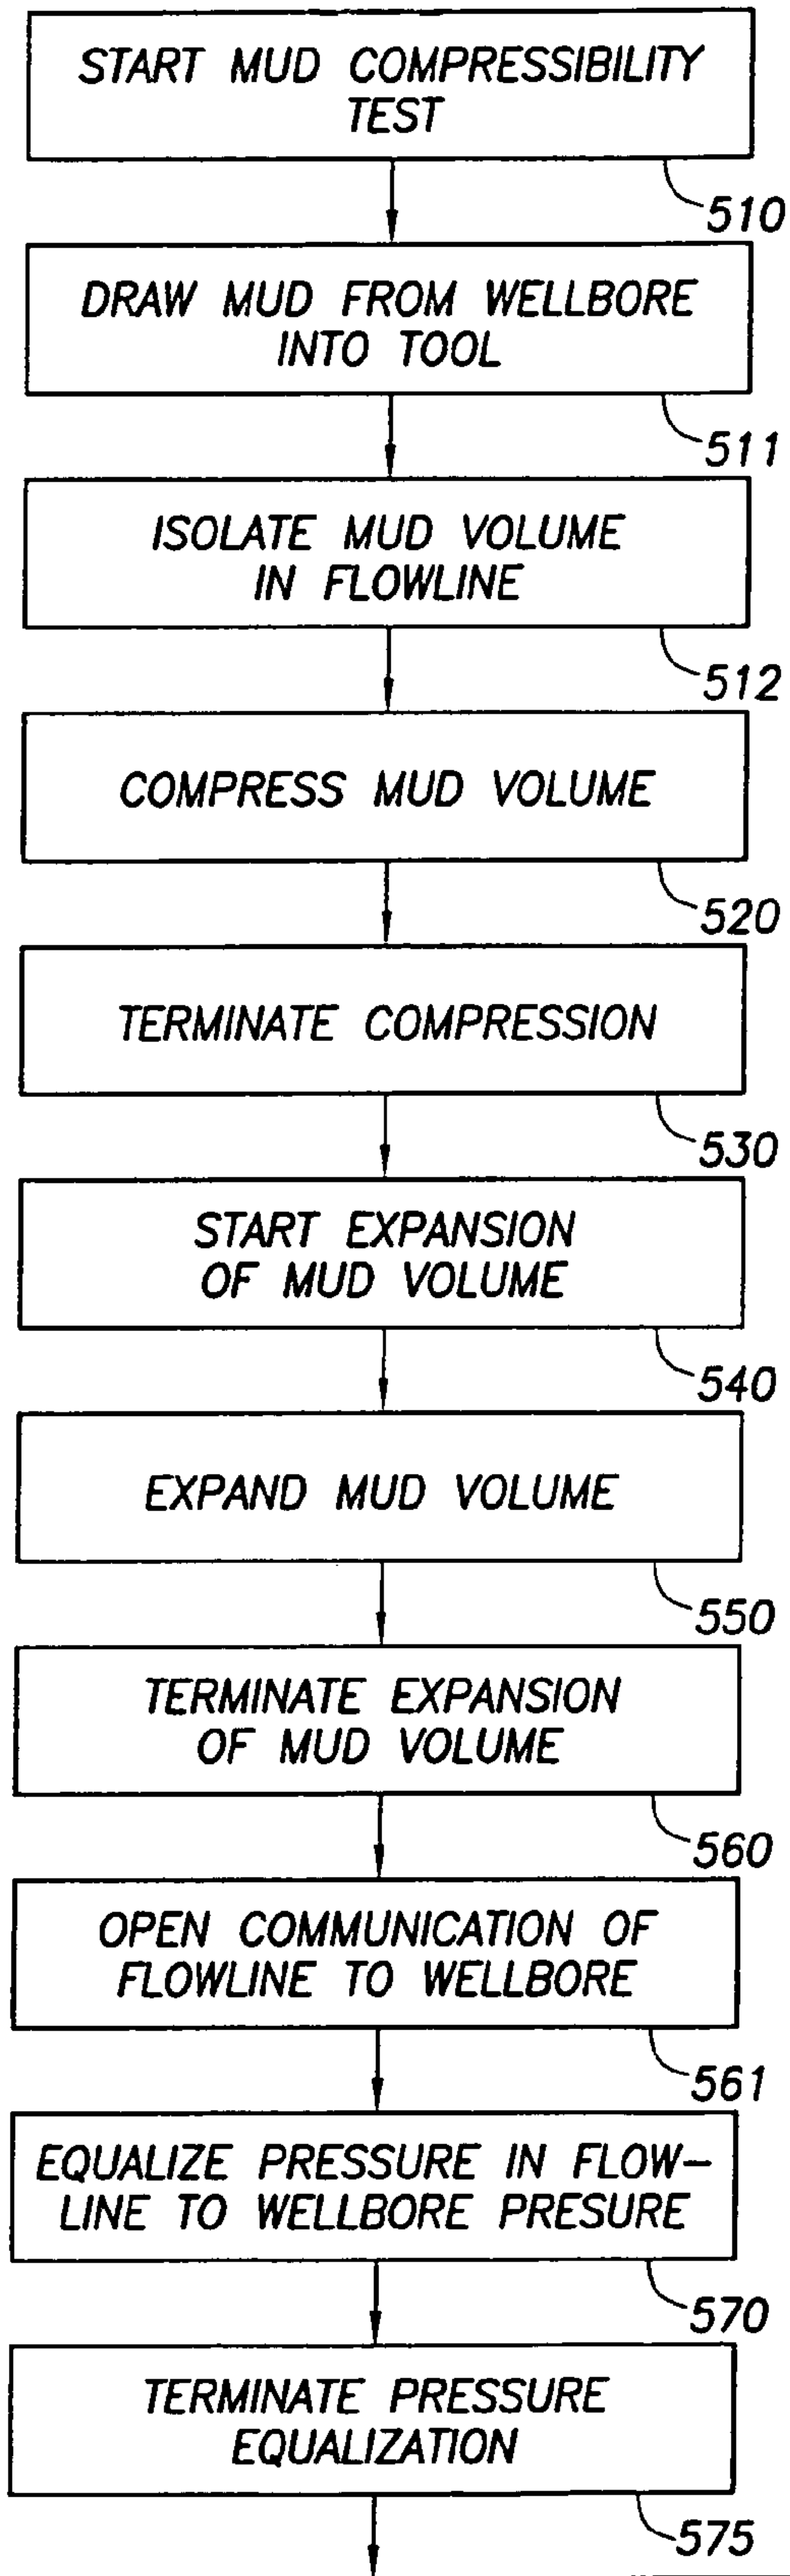 START MUD COMPRESSIBILITY
TEST
510
DRAW MUD FROM WELLBORE
INTO TOOL
511
ISOLATE MUD VOLUME
IN FLOWLINE
512
COMPRESS MUD VOLUME
520
TERMINATE COMPRESSION
530
START EXPANSION
OF MUD VOLUME
540
EXPAND MUD VOLUME
550
TERMINATE EXPANSION
OF MUD VOLUME
560
OPEN COMMUNICATION OF
FLOWLINE TO WELLBORE
561
EQUALIZE PRESSURE IN FLOW-
LINE TO WELLBORE PRESURE
570
TERMINATE PRESSURE
EQUALIZATION
575